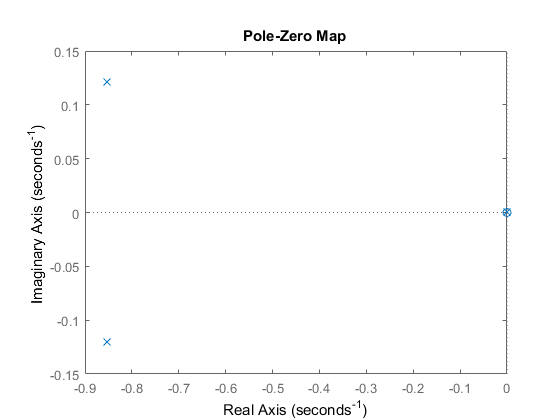 Pole-Zero Map
0.15
0.1
0.05
0
-0.05
-0.1
-0.15
-0.9 -0.8 -0.7 -0.6 -0.5 -0.4 -0.3 -0.2 -0.1 0
Real Axis (seconds⁻¹)
Imaginary Axis (seconds⁻¹)